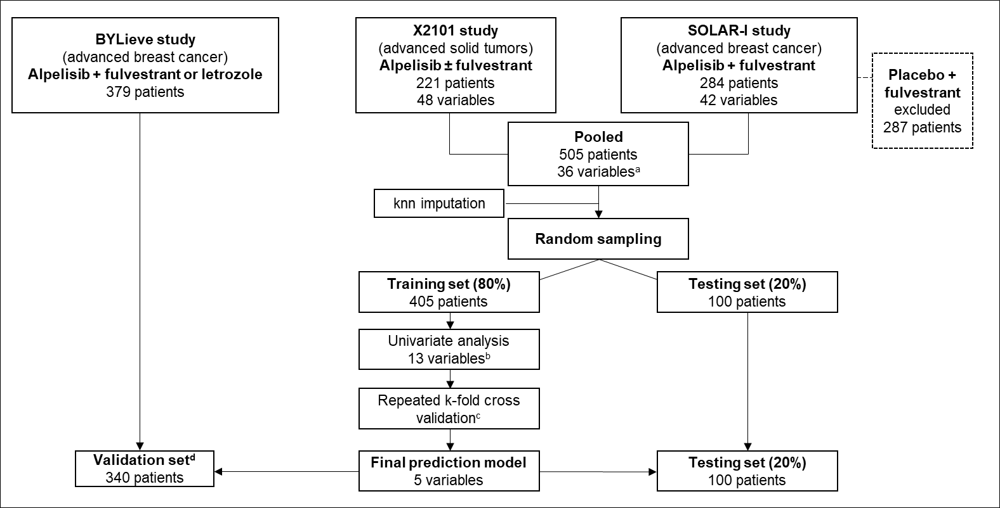 BYLieve study
(advanced breast cancer)
Alpelisib + fulvestrant or letrozole
379 patients
X2101 study
(advanced solid tumors)
Alpelisib ± fulvestrant
221 patients
48 variables
SOLAR-I study
(advanced breast cancer)
Alpelisib + fulvestrant
284 patients
42 variables
Placebo +
fulvestrant
excluded
287 patients
Pooled
505 patients
36 variablesᵃ
knn imputation
Random sampling
Training set (80%)
405 patients
Testing set (20%)
100 patients
Univariate analysis
13 variablesᵇ
Repeated k-fold cross
validationᶜ
Validation setᵈ
340 patients
Final prediction model
5 variables
Testing set (20%)
100 patients